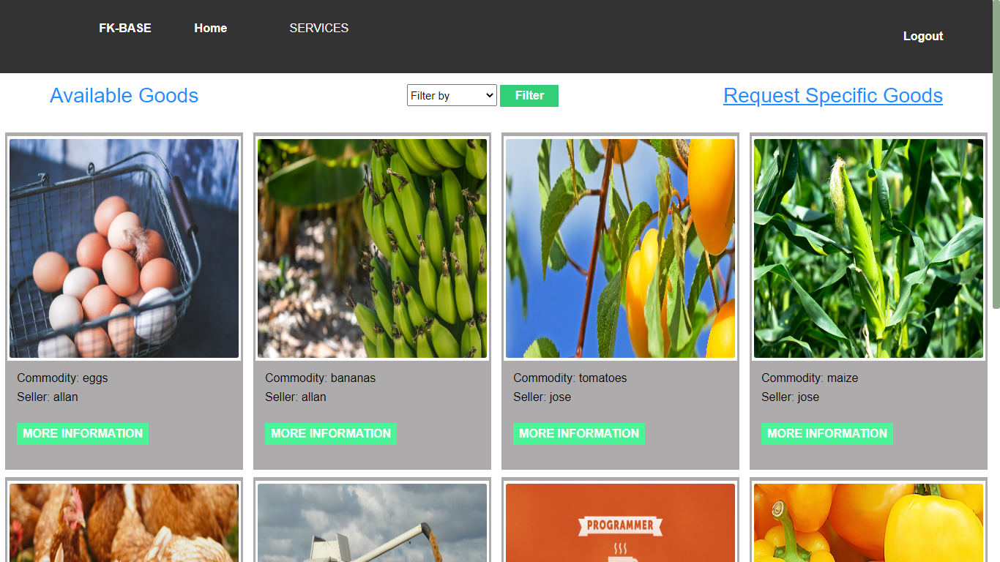 FK-BASE Home SERVICES Logout
Available Goods Filter by Filter Request Specific Goods
Commodity: eggs
Seller: allan
MORE INFORMATION
Commodity: bananas
Seller: allan
MORE INFORMATION
Commodity: tomatoes
Seller: jose
MORE INFORMATION
Commodity: maize
Seller: jose
MORE INFORMATION
PROGRAMMER